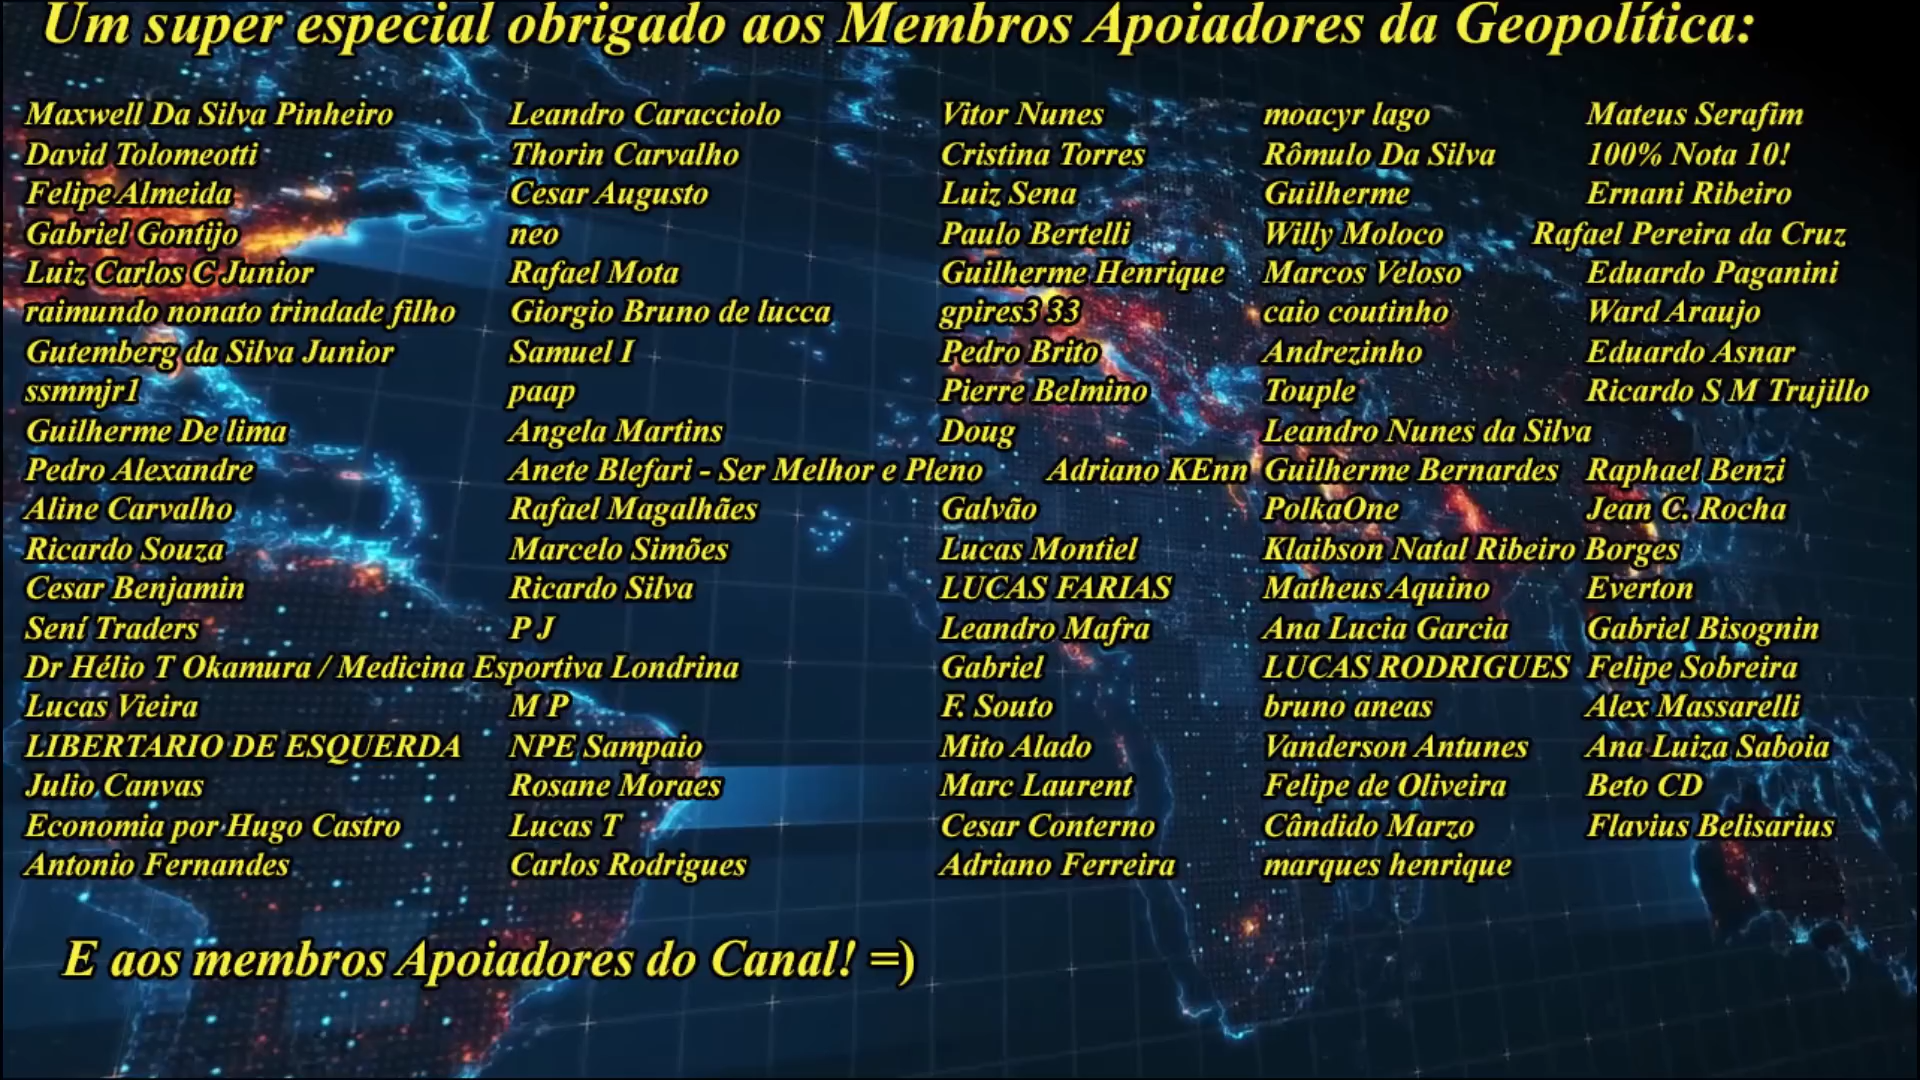 Um super especial obrigado aos Membros Apoiadores da Geopolítica:
Maxwell Da Silva Pinheiro
David Tolomeotti
Felipe Almeida
Gabriel Gontijo
Luiz Carlos C Junior
raimundo nonato trindade filho
Gutemberg da Silva Junior
ssmmjr1
Guilherme De lima
Pedro Alexandre
Aline Carvalho
Ricardo Souza
Cesar Benjamin
Sení Traders
Dr Hélio T Okamura / Medicina Esportiva Londrina
Lucas Vieira
LIBERTARIO DE ESQUERDA
Julio Canvas
Economia por Hugo Castro
Antonio Fernandes
Leandro Caracciolo
Thorin Carvalho
Cesar Augusto
neo
Rafael Mota
Giorgio Bruno de lucca
Samuel I
paap
Angela Martins
Anete Blefari - Ser Melhor e Pleno
Rafael Magalhães
Marcelo Simões
Ricardo Silva
P J
M P
NPE Sampaio
Rosane Moraes
Lucas T
Carlos Rodrigues
Vitor Nunes
Cristina Torres
Luiz Sena
Paulo Bertelli
Guilherme Henrique
gpires3 33
Pedro Brito
Pierre Belmino
Doug
Adriano KEnn
Galvão
Lucas Montiel
LUCAS FARIAS
Leandro Mafra
Gabriel
F. Souto
Mito Alado
Marc Laurent
Cesar Conterno
Adriano Ferreira
moacyr lago
Rômulo Da Silva
Guilherme
Willy Moloco
Marcos Veloso
caio coutinho
Andrezinho
Touple
Leandro Nunes da Silva
Guilherme Bernardes
PolkaOne
Klaibson Natal Ribeiro Borges
Matheus Aquino
Ana Lucia Garcia
LUCAS RODRIGUES
bruno aneas
Vanderson Antunes
Felipe de Oliveira
Cândido Marzo
marques henrique
Mateus Serafim
100% Nota 10!
Ernani Ribeiro
Rafael Pereira da Cruz
Eduardo Paganini
Ward Araujo
Eduardo Asnar
Ricardo S M Trujillo
Raphael Benzi
Jean C. Rocha
Everton
Gabriel Bisognin
Felipe Sobreira
Alex Massarelli
Ana Luiza Saboia
Beto CD
Flavius Belisarius
E aos membros Apoiadores do Canal! =)